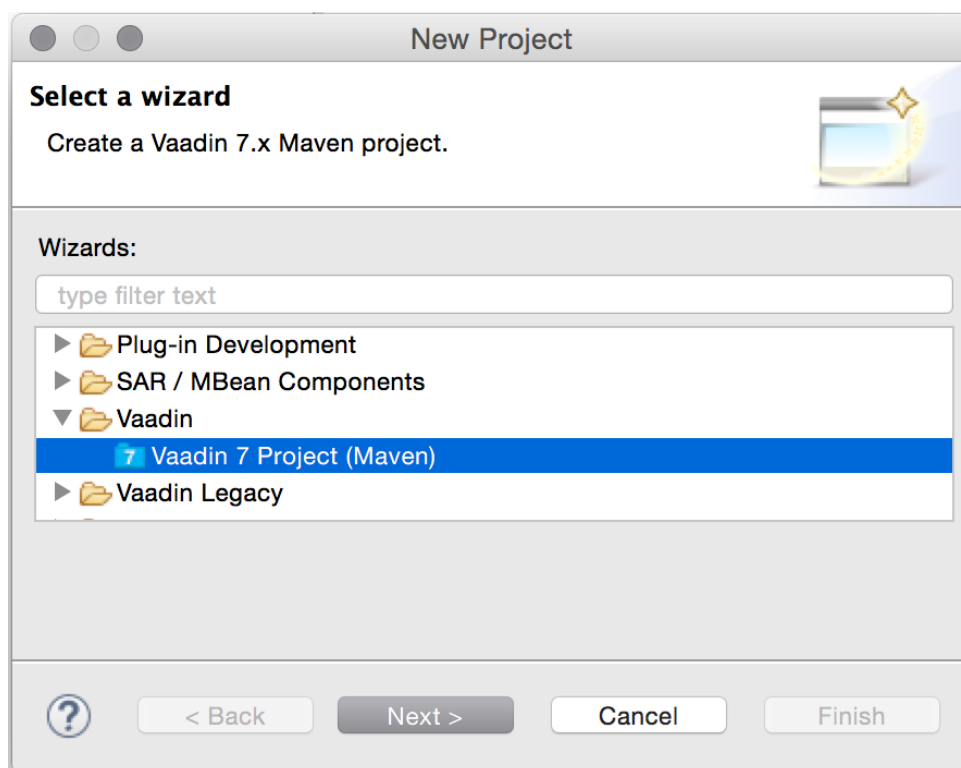 New Project
Select a wizard
Create a Vaadin 7.x Maven project.
Wizards:
type filter text
Plug-in Development
SAR / MBean Components
Vaadin
7 Vaadin 7 Project (Maven)
Vaadin Legacy
? < Back Next > Cancel Finish